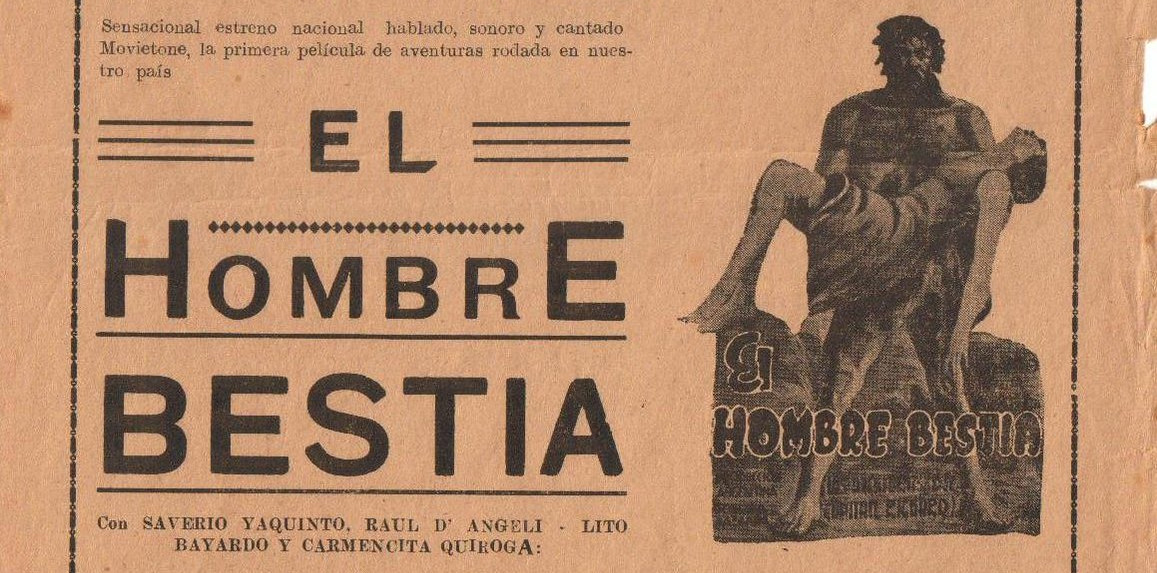 Sensacional estreno nacional hablado, sonoro y cantado
Movietone, la primera película de aventuras rodada en nues-
tro país
EL
HOMBRE
BESTIA
Con SAVERIO YAQUINTO, RAUL D' ANGELI - LITO
BAYARDO Y CARMENCITA QUIROGA:
El
HOMBRE BESTIA